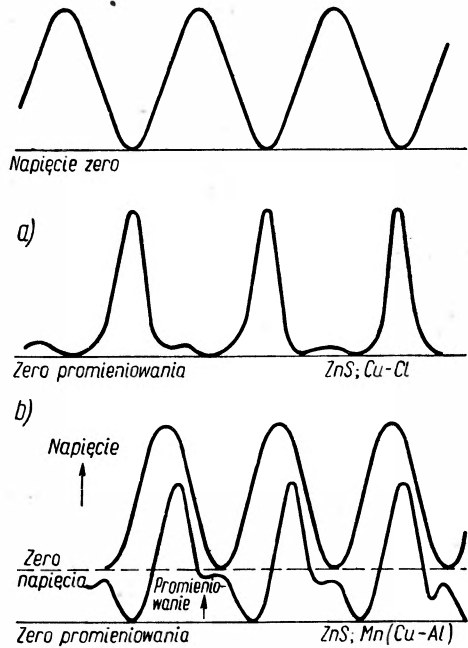 Napięcie zero
a)
Zero promieniowania
ZnS; Cu-Cl
b)
Napięcie
Zero
napięcia
Promienio-
wanie
Zero promieniowania
ZnS; Mn(Cu-Al)